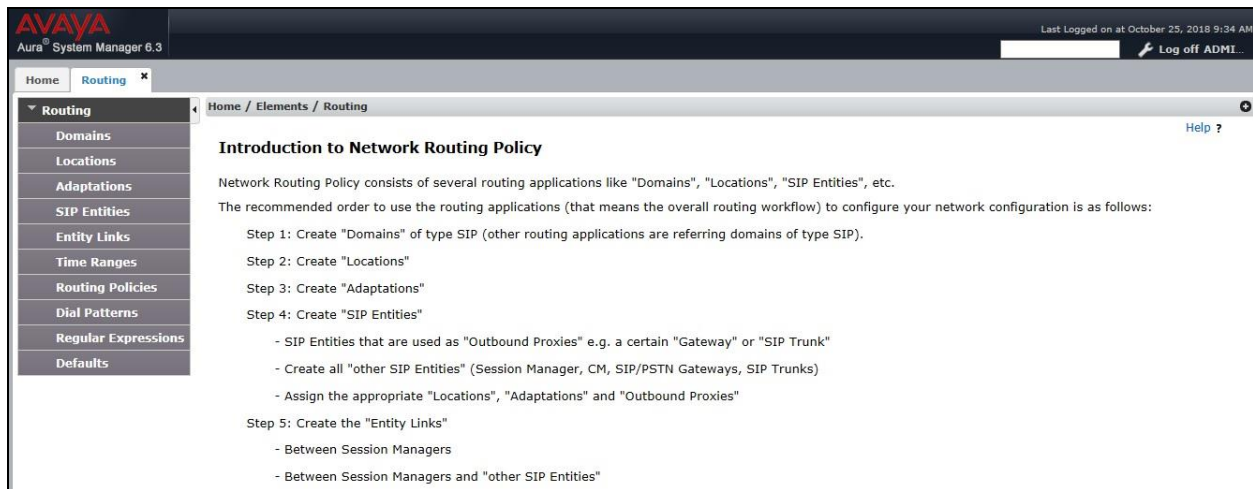 AVAYA
Aura® System Manager 6.3
Last Logged on at October 25, 2018 9:34 AM
Log off ADMI...
Home
Routing ×
Routing
Domains
Locations
Adaptations
SIP Entities
Entity Links
Time Ranges
Routing Policies
Dial Patterns
Regular Expressions
Defaults
Home / Elements / Routing
Help ?
Introduction to Network Routing Policy
Network Routing Policy consists of several routing applications like "Domains", "Locations", "SIP Entities", etc.
The recommended order to use the routing applications (that means the overall routing workflow) to configure your network configuration is as follows:
Step 1: Create "Domains" of type SIP (other routing applications are referring domains of type SIP).
Step 2: Create "Locations"
Step 3: Create "Adaptations"
Step 4: Create "SIP Entities"
- SIP Entities that are used as "Outbound Proxies" e.g. a certain "Gateway" or "SIP Trunk"
- Create all "other SIP Entities" (Session Manager, CM, SIP/PSTN Gateways, SIP Trunks)
- Assign the appropriate "Locations", "Adaptations" and "Outbound Proxies"
Step 5: Create the "Entity Links"
- Between Session Managers
- Between Session Managers and "other SIP Entities"